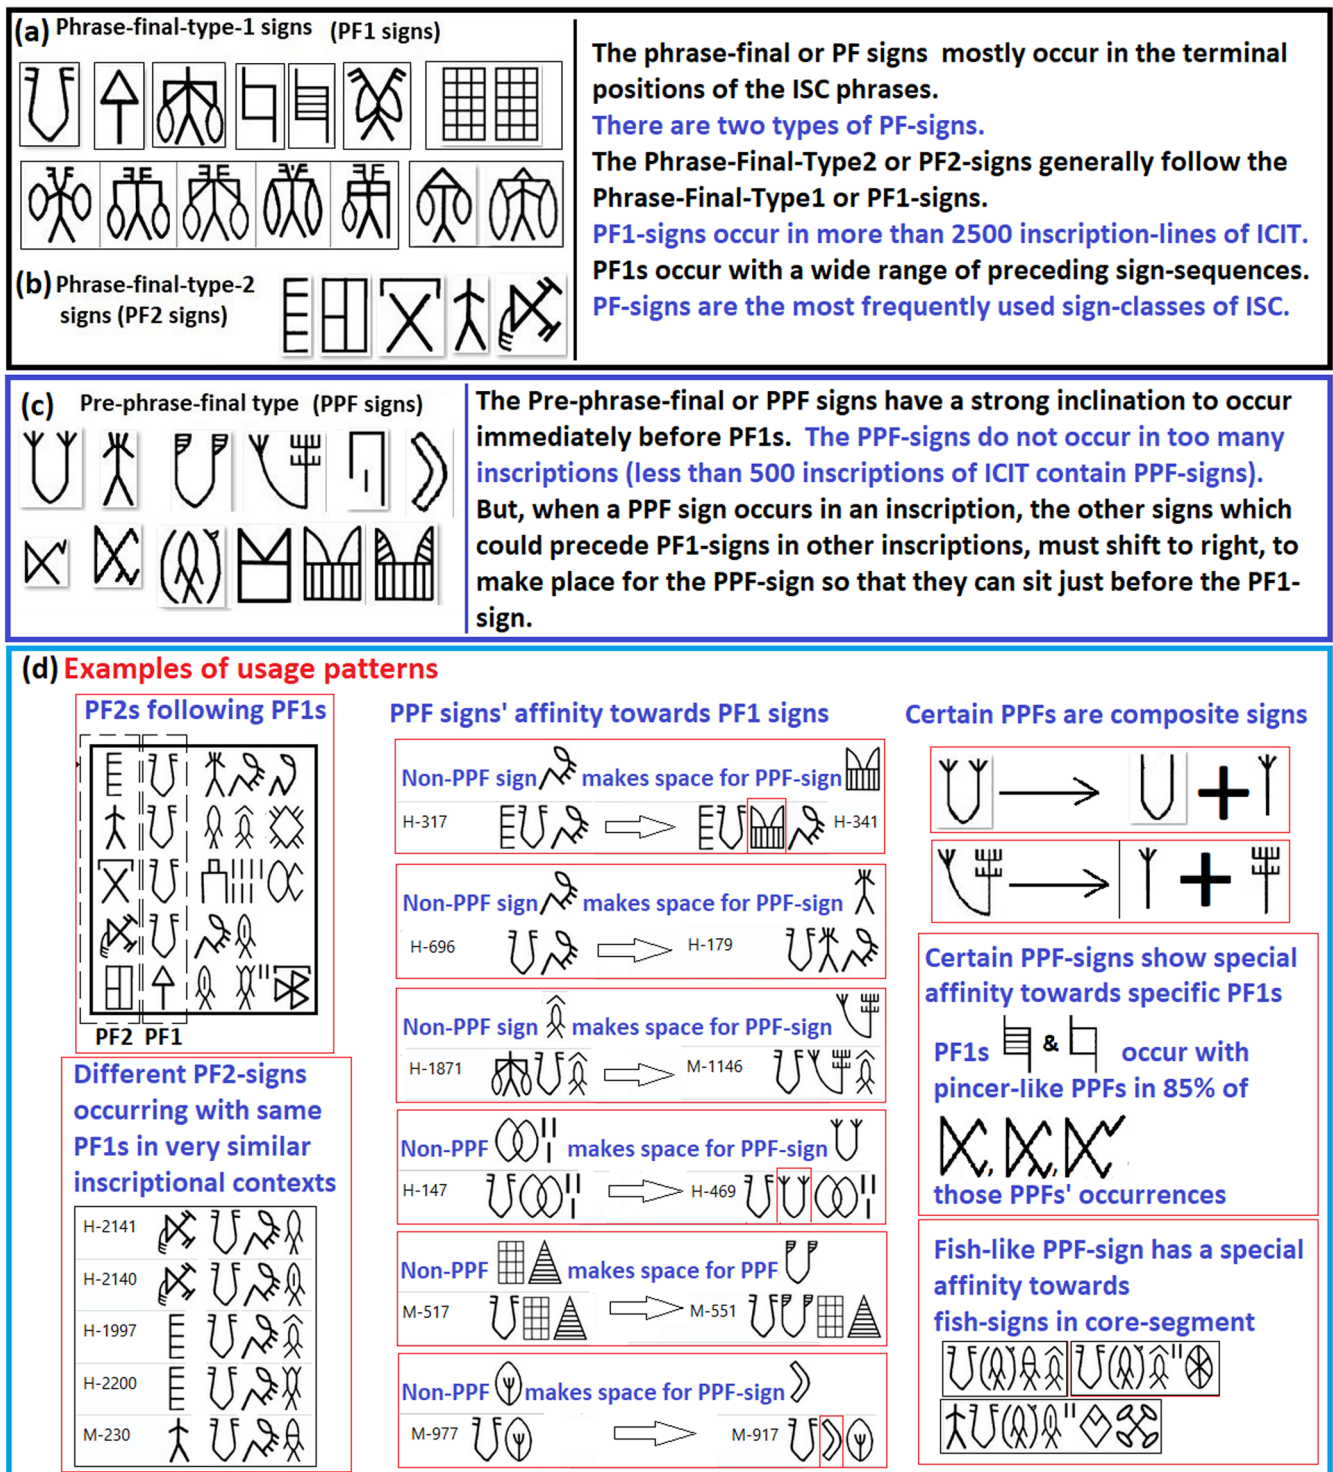 (a) Phrase-final-type-1 signs (PF1 signs)
(b) Phrase-final-type-2
signs (PF2 signs)
The phrase-final or PF signs mostly occur in the terminal
positions of the ISC phrases.
There are two types of PF-signs.
The Phrase-Final-Type2 or PF2-signs generally follow the
Phrase-Final-Type1 or PF1-signs.
PF1-signs occur in more than 2500 inscription-lines of ICIT.
PF1s occur with a wide range of preceding sign-sequences.
PF-signs are the most frequently used sign-classes of ISC.
(c) Pre-phrase-final type (PPF signs)
The Pre-phrase-final or PPF signs have a strong inclination to occur
immediately before PF1s. The PPF-signs do not occur in too many
inscriptions (less than 500 inscriptions of ICIT contain PPF-signs).
But, when a PPF sign occurs in an inscription, the other signs which
could precede PF1-signs in other inscriptions, must shift to right, to
make place for the PPF-sign so that they can sit just before the PF1-
sign.
(d) Examples of usage patterns
PF2s following PF1s
PF2 PF1
Different PF2-signs
occurring with same
PF1s in very similar
inscriptional contexts
H-2141
H-2140
H-1997
H-2200
M-230
PPF signs' affinity towards PF1 signs
Non-PPF sign makes space for PPF-sign
H-317 H-341
Non-PPF sign makes space for PPF-sign
H-696 H-179
Non-PPF sign makes space for PPF-sign
H-1871 M-1146
Non-PPF makes space for PPF-sign
H-147 H-469
Non-PPF makes space for PPF
M-517 M-551
Non-PPF makes space for PPF-sign
M-977 M-917
Certain PPFs are composite signs
+
+
Certain PPF-signs show special
affinity towards specific PF1s
PF1s & occur with
pincer-like PPFs in 85% of
, ,
those PPFs' occurrences
Fish-like PPF-sign has a special
affinity towards
fish-signs in core-segment